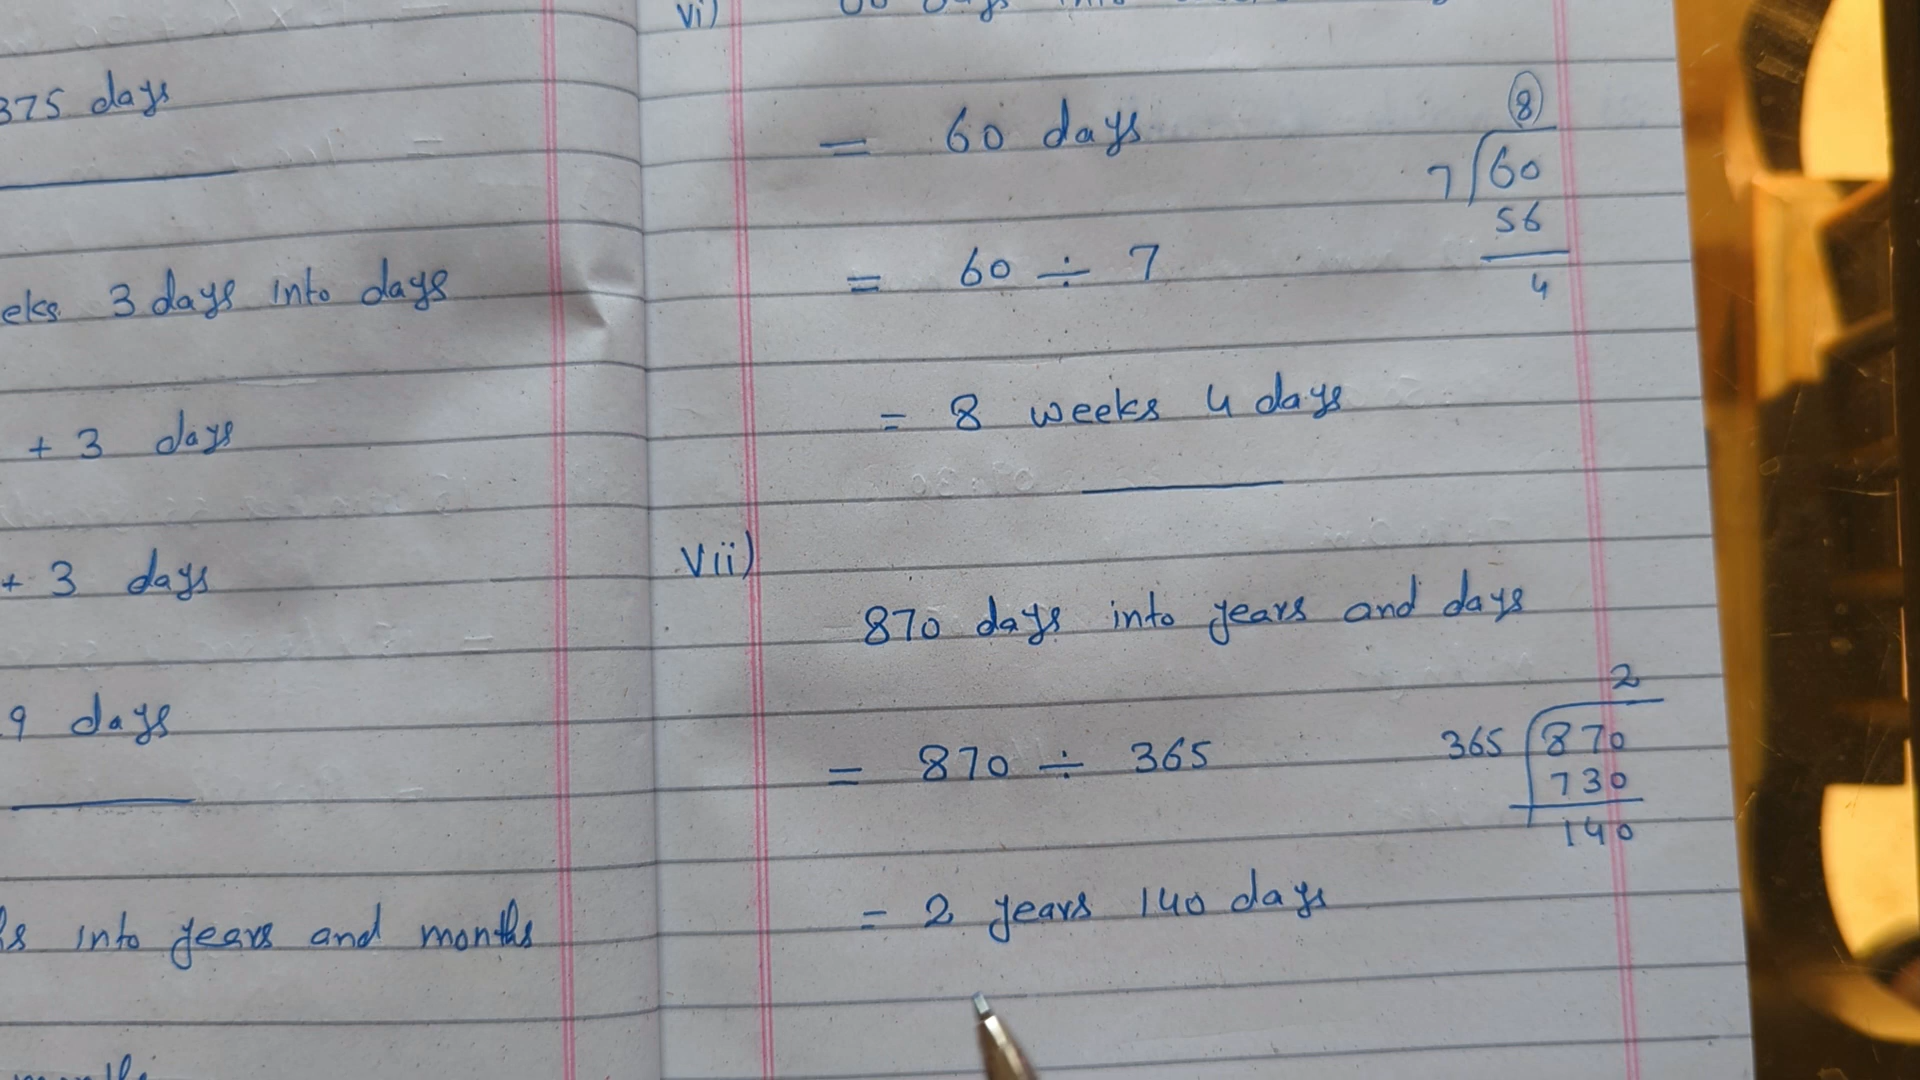 375 days
3 days into days
+ 3 days
+ 3 days
9 days
into years and months
vi)
= 60 days
8
7 60
56
4
= 60 ÷ 7
= 8 weeks 4 days
Vii)
870 days into years and days
= 870 ÷ 365
2
365 870
730
140
= 2 years 140 days